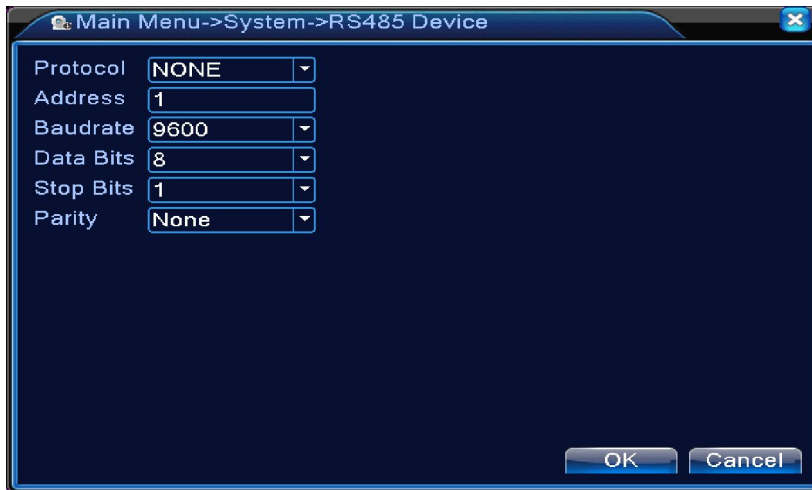 Main Menu->System->RS485 Device
Protocol NONE
Address 1
Baudrate 9600
Data Bits 8
Stop Bits 1
Parity None
OK Cancel